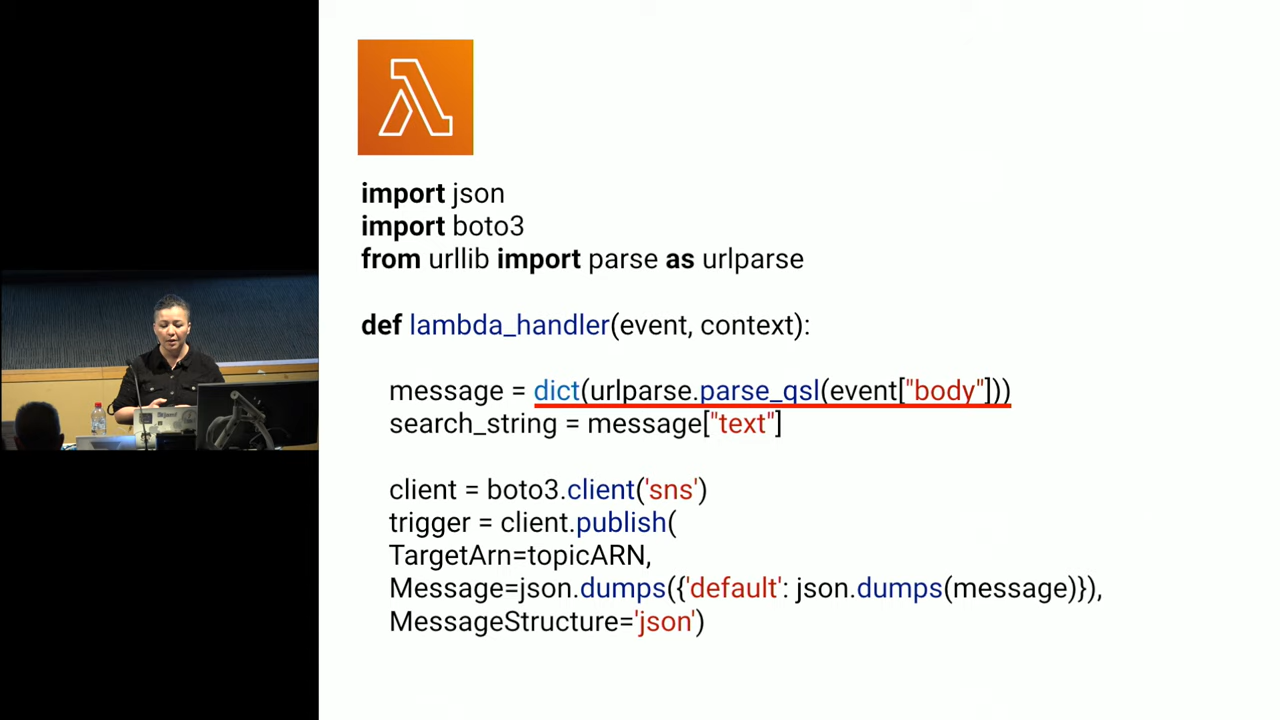 import json
import boto3
from urllib import parse as urlparse
def lambda_handler(event, context):
message = dict(urlparse.parse_qsl(event["body"]))
search_string = message["text"]
client = boto3.client('sns')
trigger = client.publish(
TargetArn=topicARN,
Message=json.dumps({'default': json.dumps(message)}),
MessageStructure='json')